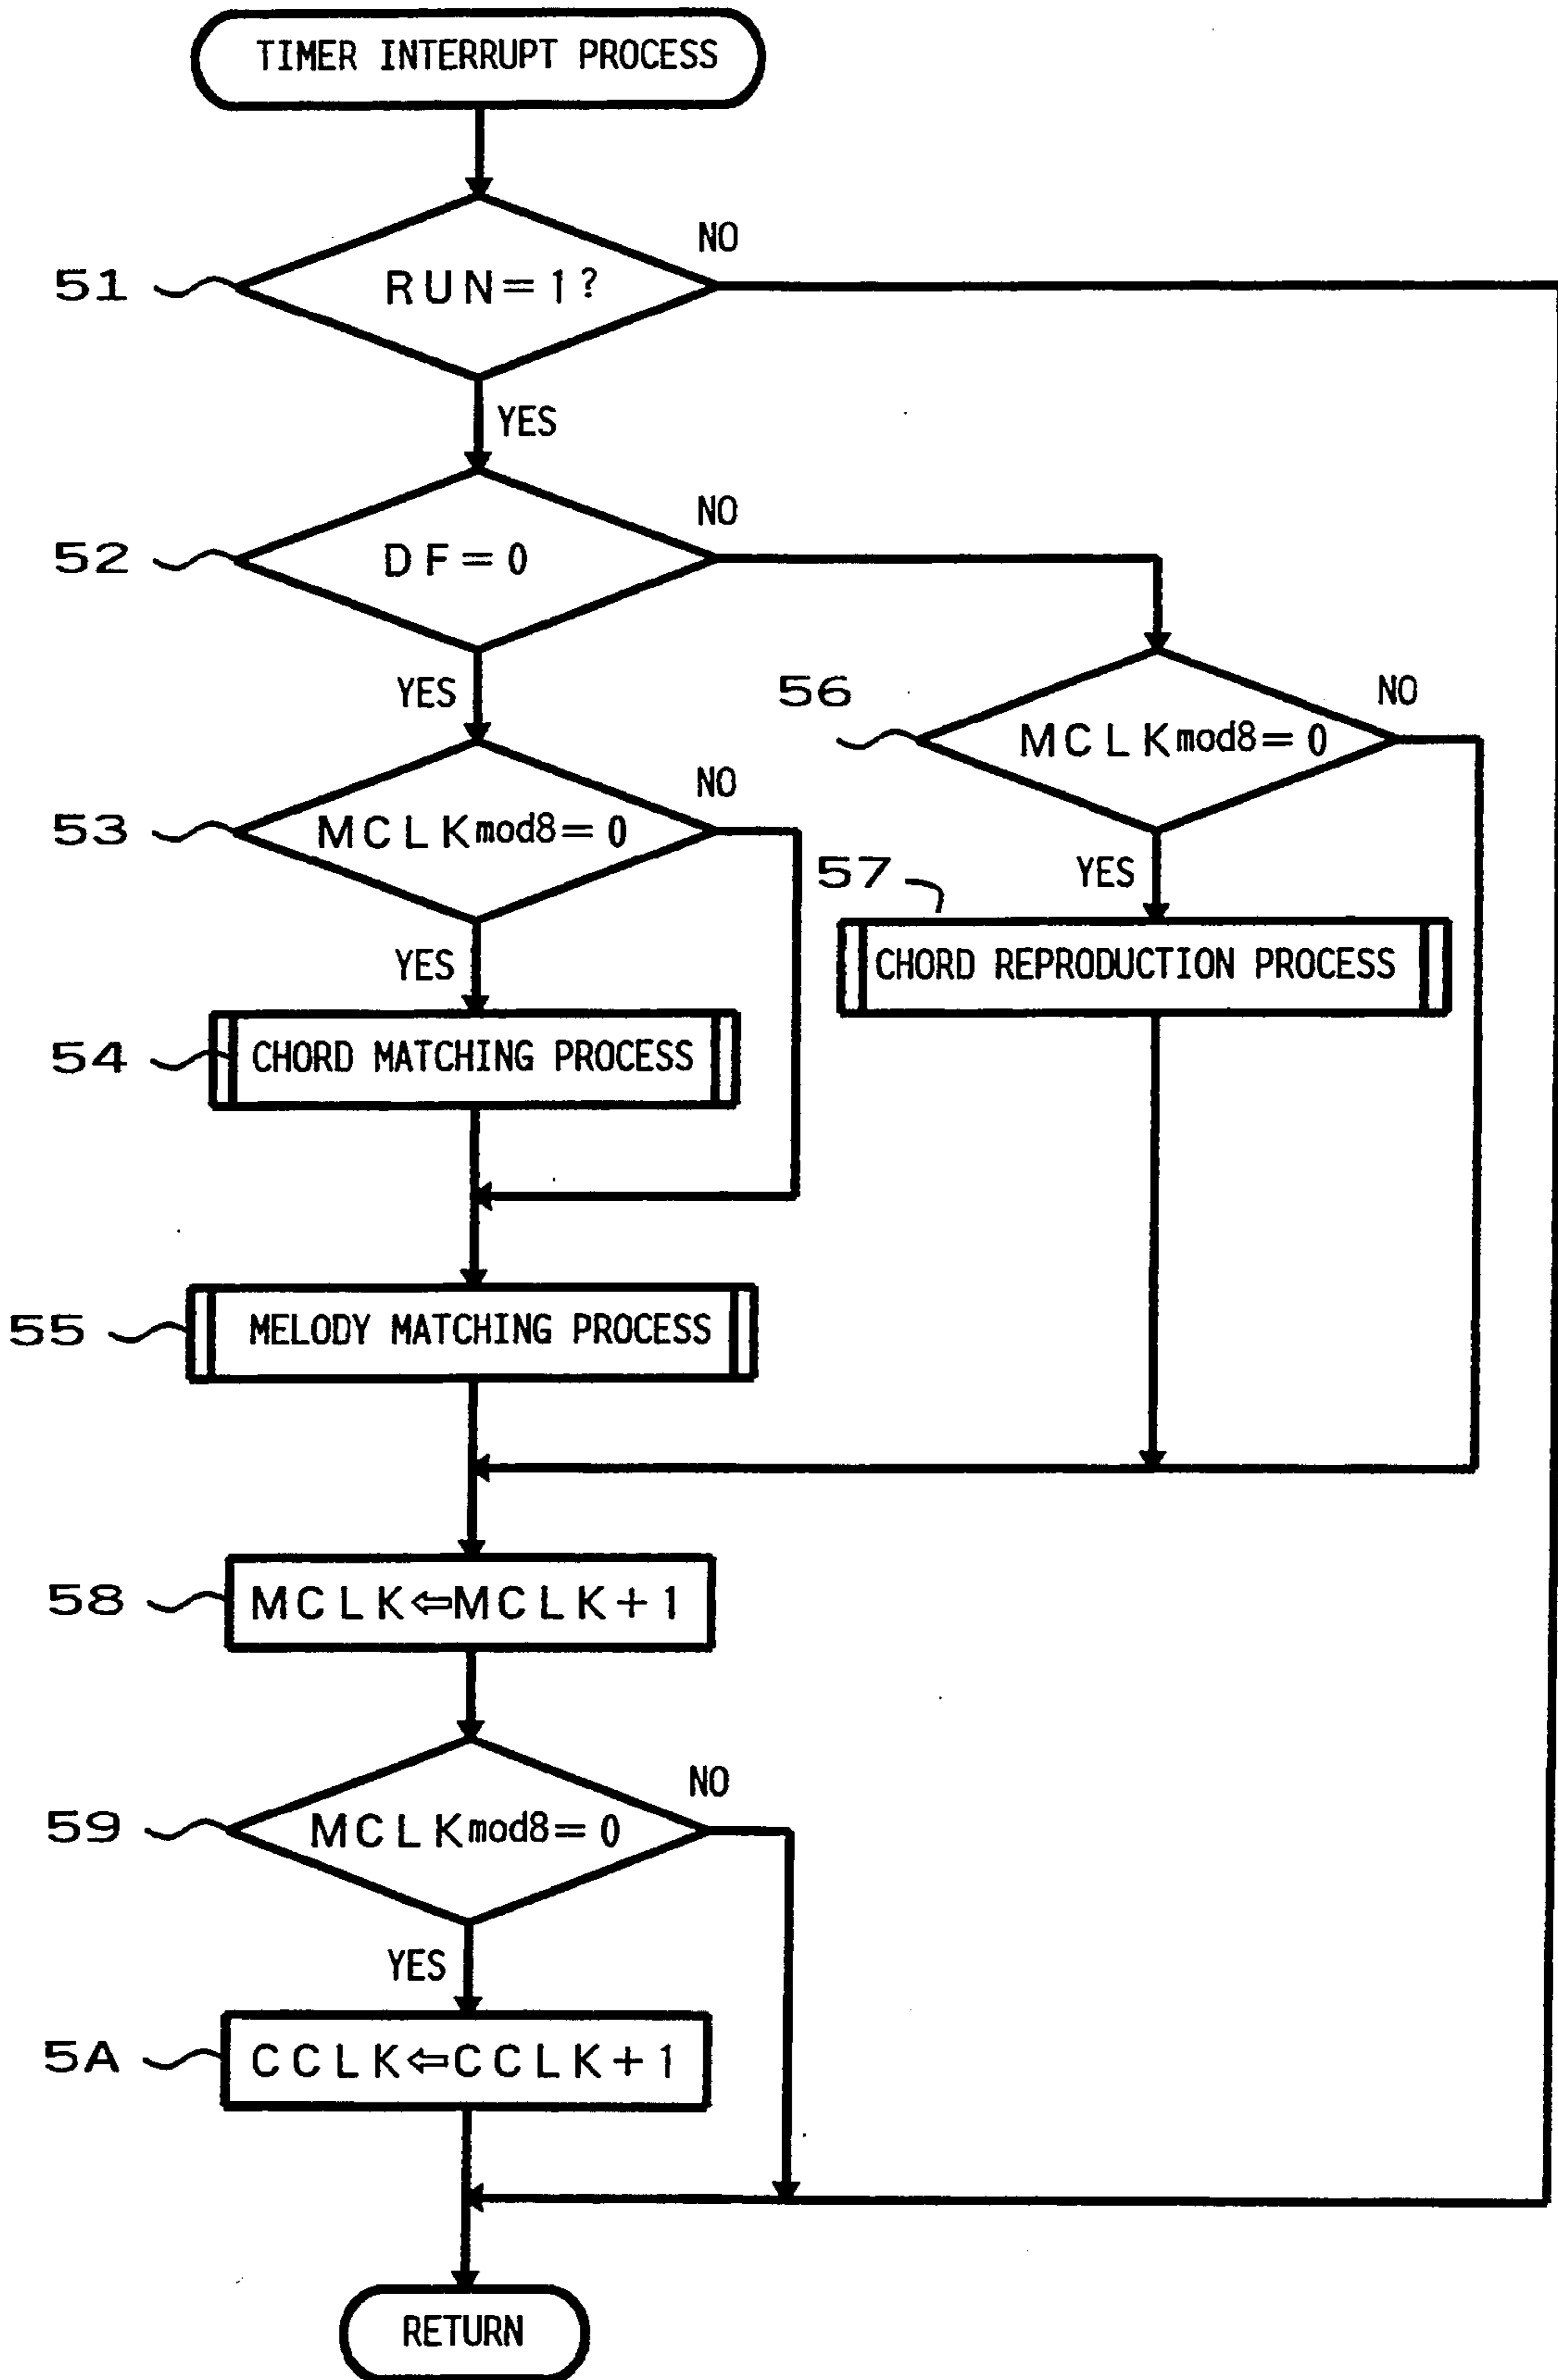 TIMER INTERRUPT PROCESS
NO
51
RUN=1?
YES
NO
52
DF=0
YES
56
NO
MCLKmod8=0
NO
53
MCLKmod8=0
57
YES
CHORD REPRODUCTION PROCESS
YES
54
CHORD MATCHING PROCESS
55
MELODY MATCHING PROCESS
58
MCLK⇐MCLK+1
NO
59
MCLKmod8=0
YES
5A
CCLK⇐CCLK+1
RETURN